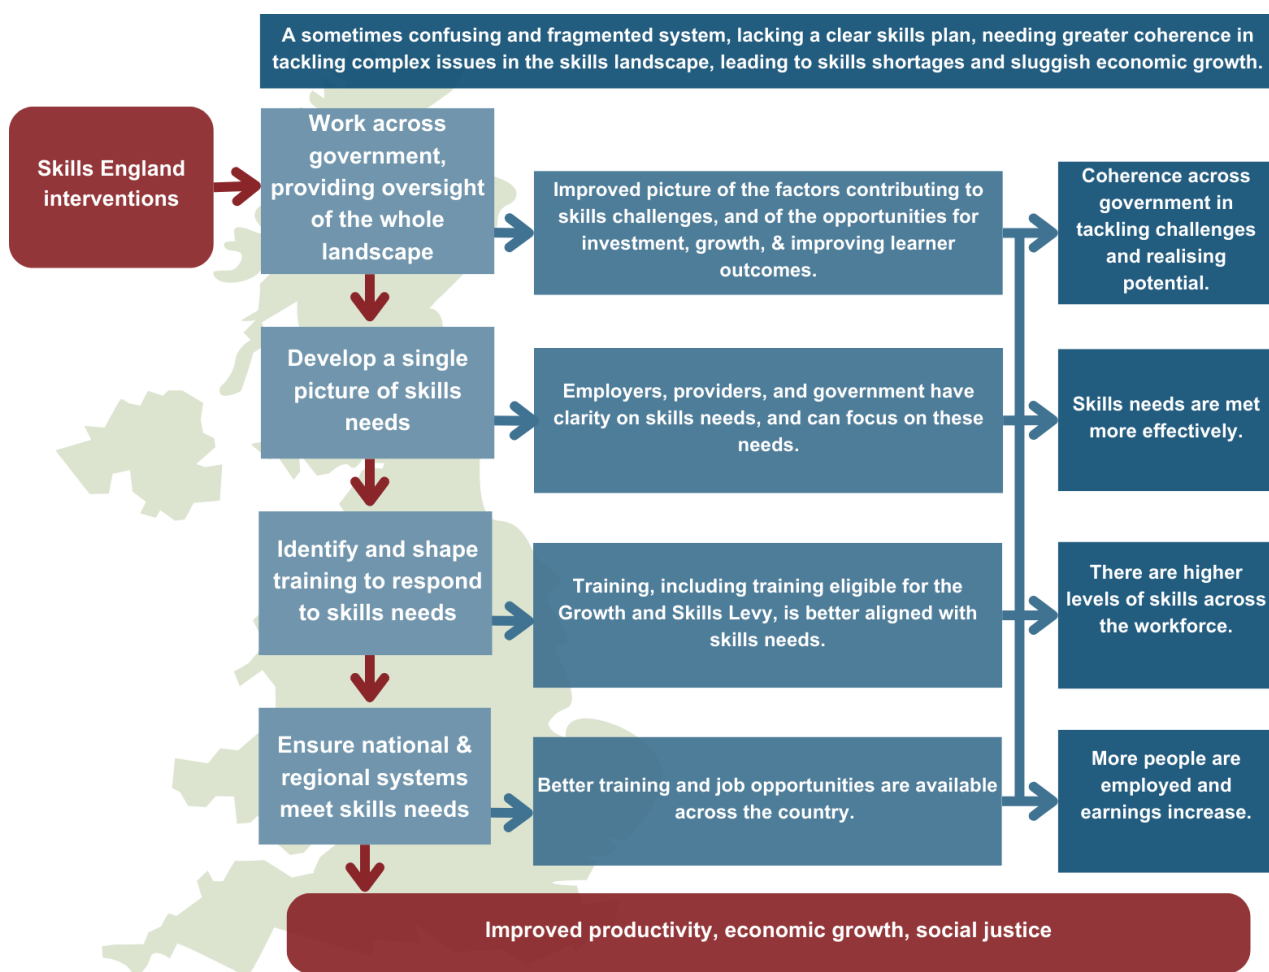 A sometimes confusing and fragmented system, lacking a clear skills plan, needing greater coherence in
tackling complex issues in the skills landscape, leading to skills shortages and sluggish economic growth.
Skills England
interventions
Work across
government,
providing oversight
of the whole
landscape
Improved picture of the factors contributing to
skills challenges, and of the opportunities for
investment, growth, & improving learner
outcomes.
Coherence across
government in
tackling challenges
and realising
potential.
Develop a single
picture of skills
needs
Employers, providers, and government have
clarity on skills needs, and can focus on these
needs.
Skills needs are met
more effectively.
Identify and shape
training to respond
to skills needs
Training, including training eligible for the
Growth and Skills Levy, is better aligned with
skills needs.
There are higher
levels of skills across
the workforce.
Ensure national &
regional systems
meet skills needs
Better training and job opportunities are available
across the country.
More people are
employed and
earnings increase.
Improved productivity, economic growth, social justice